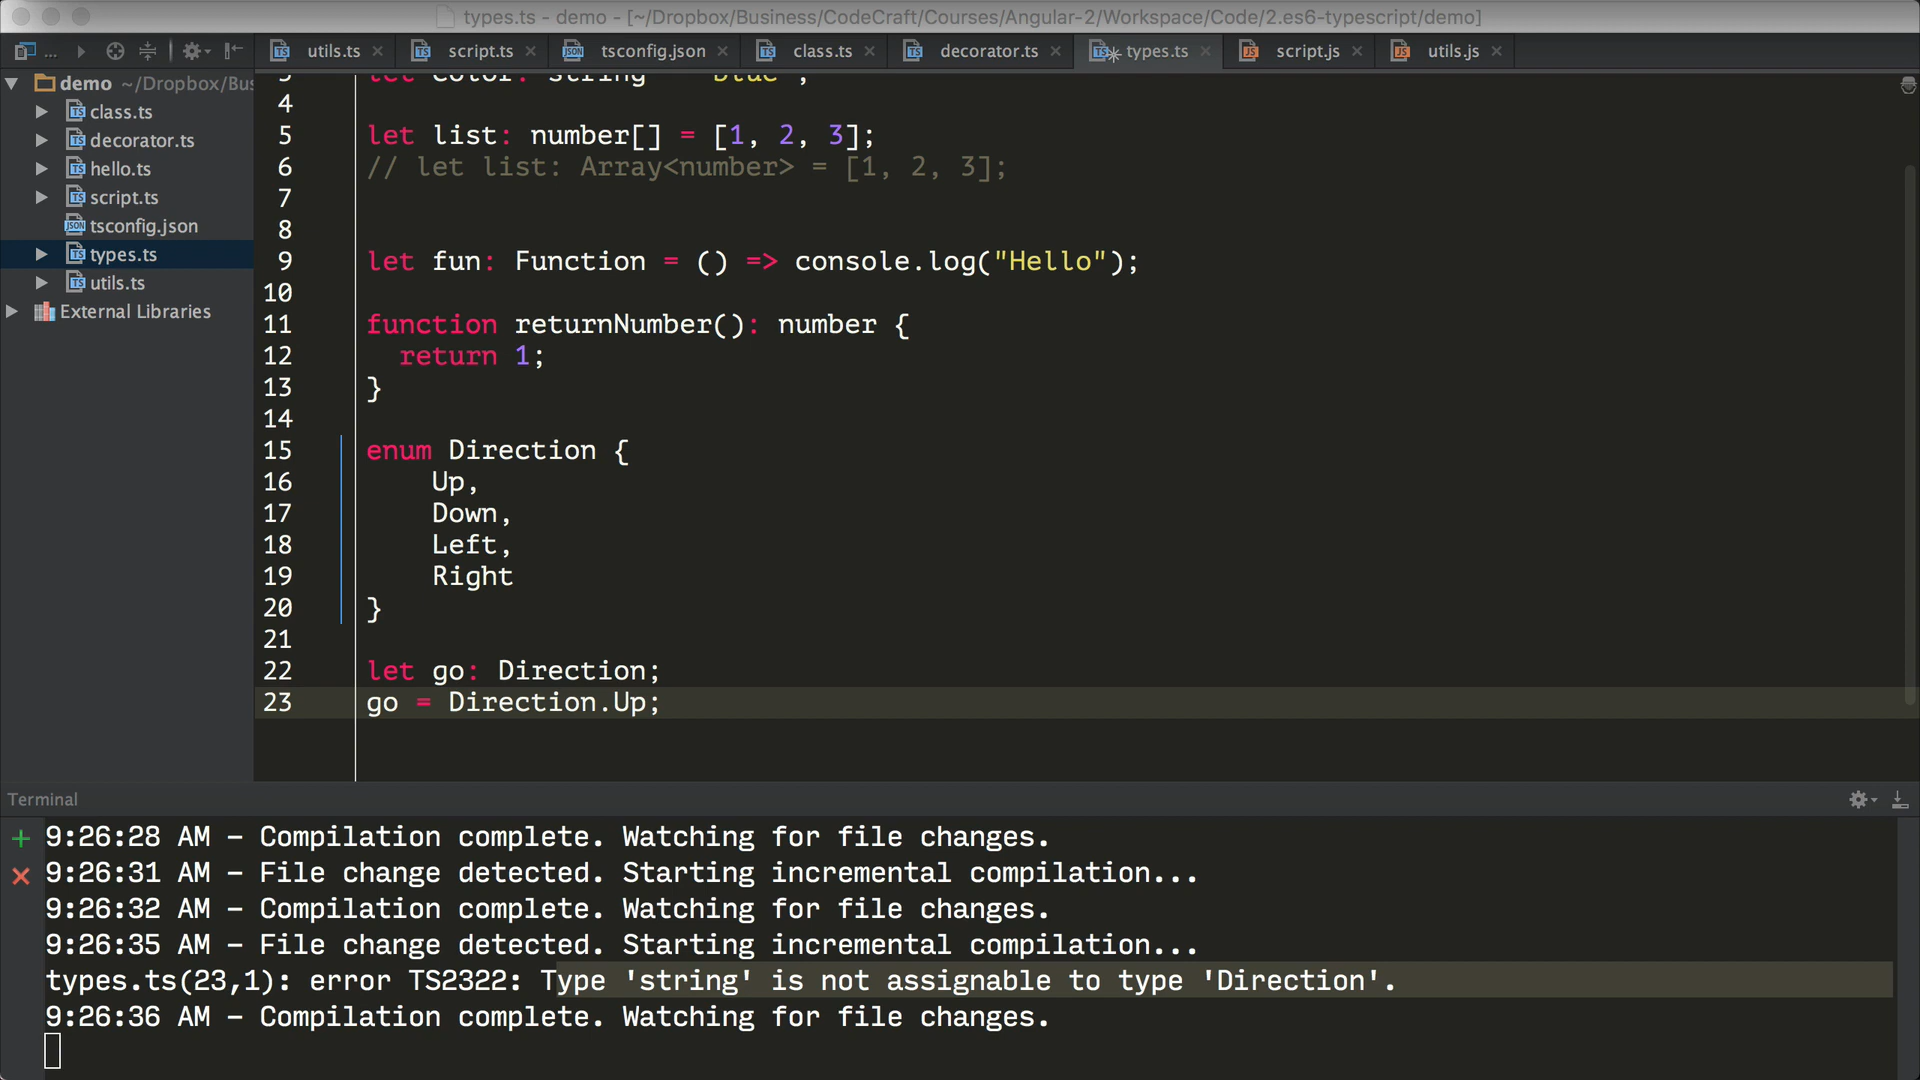 types.ts - demo - [~/Dropbox/Business/CodeCraft/Courses/Angular-2/Workspace/Code/2.es6-typescript/demo]
... utils.ts script.ts tsconfig.json class.ts decorator.ts types.ts script.js utils.js
demo ~/Dropbox/Bus
class.ts
decorator.ts
hello.ts
script.ts
tsconfig.json
types.ts
utils.ts
External Libraries
3 let color: string = "blue";
4
5 let list: number[] = [1, 2, 3];
6 // let list: Array<number> = [1, 2, 3];
7
8
9 let fun: Function = () => console.log("Hello");
10
11 function returnNumber(): number {
12 return 1;
13 }
14
15 enum Direction {
16 Up,
17 Down,
18 Left,
19 Right
20 }
21
22 let go: Direction;
23 go = Direction.Up;
Terminal
9:26:28 AM - Compilation complete. Watching for file changes.
9:26:31 AM - File change detected. Starting incremental compilation...
9:26:32 AM - Compilation complete. Watching for file changes.
9:26:35 AM - File change detected. Starting incremental compilation...
types.ts(23,1): error TS2322: Type 'string' is not assignable to type 'Direction'.
9:26:36 AM - Compilation complete. Watching for file changes.